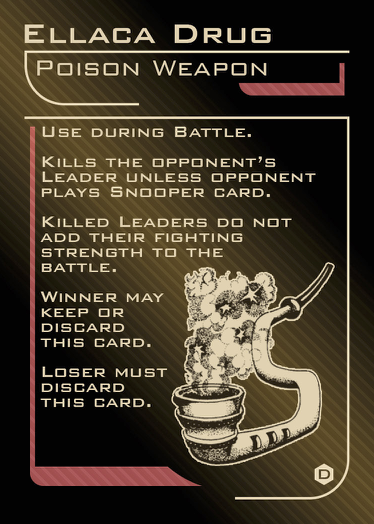 Ellaca Drug
Poison Weapon
Use during Battle.
Kills the opponent's
Leader unless opponent
plays Snooper card.
Killed Leaders do not
add their fighting
strength to the
battle.
Winner may
keep or
discard
this card.
Loser must
discard
this card.
D